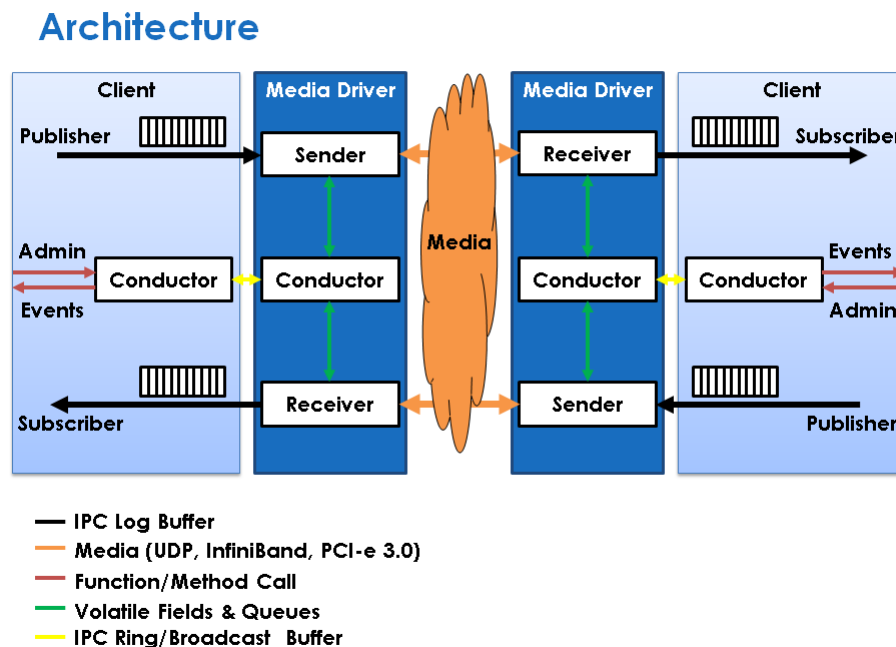 Architecture
Client
Media Driver
Media Driver
Client
Publisher
Sender
Receiver
Subscriber
Media
Admin
Conductor
Conductor
Conductor
Conductor
Events
Events
Admin
Subscriber
Receiver
Sender
Publisher
IPC Log Buffer
Media (UDP, InfiniBand, PCI-e 3.0)
Function/Method Call
Volatile Fields & Queues
IPC Ring/Broadcast Buffer